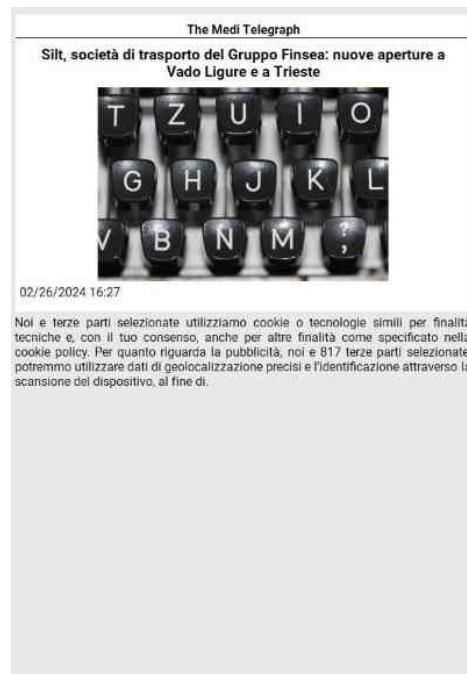 The Medi Telegraph
Silt, società di trasporto del Gruppo Finsea: nuove aperture a
Vado Ligure e a Trieste
T Z U I O
G H J K L
V B N M ? ;
02/26/2024 16:27
Noi e terze parti selezionate utilizziamo cookie o tecnologie simili per finalità
tecniche e, con il tuo consenso, anche per altre finalità come specificato nella
cookie policy. Per quanto riguarda la pubblicità, noi e 817 terze parti selezionate,
potremmo utilizzare dati di geolocalizzazione precisi e l'identificazione attraverso la
scansione del dispositivo, al fine di.